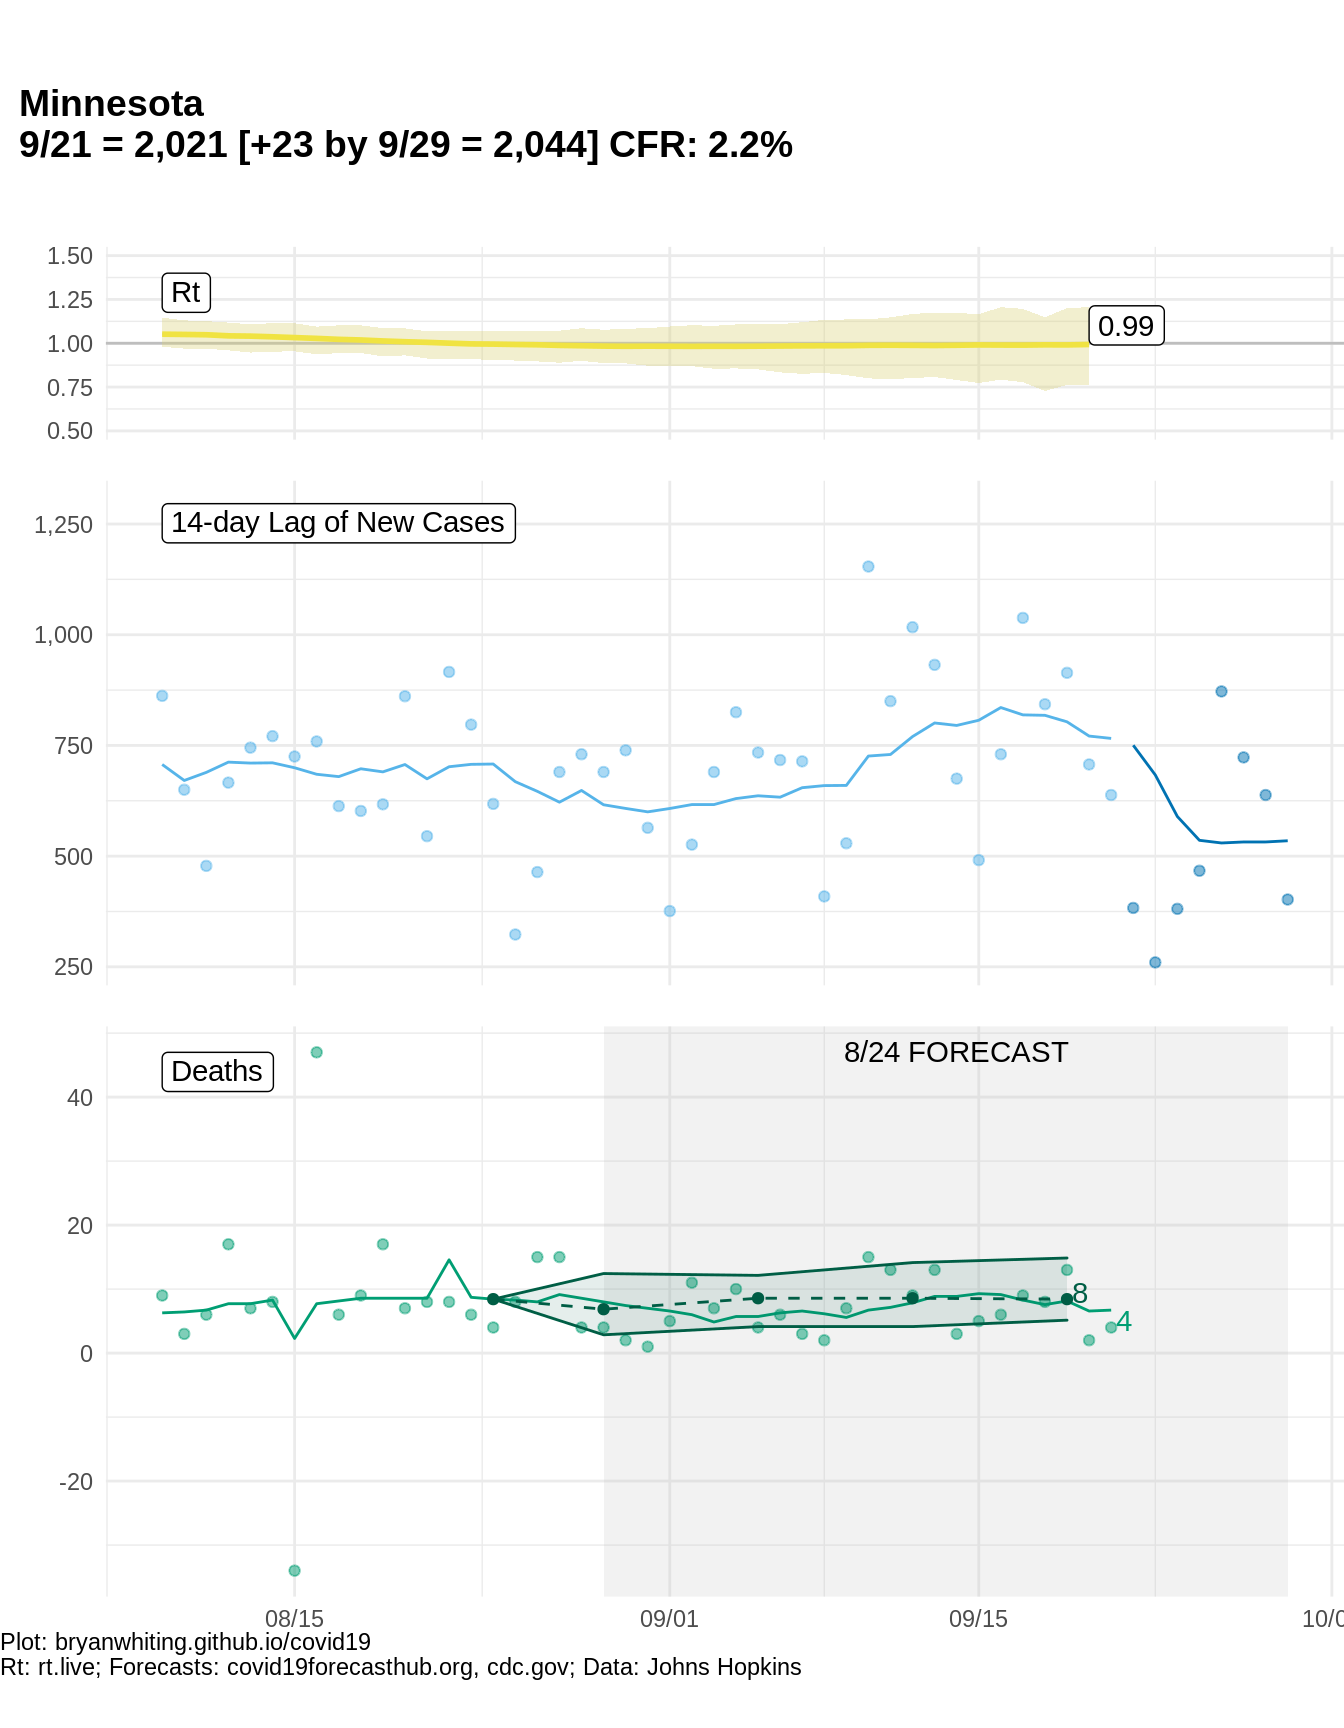 Minnesota
9/21 = 2,021 [+23 by 9/29 = 2,044] CFR: 2.2%
1.50
1.25
1.00
0.75
0.50
Rt
0.99
1,250
1,000
750
500
250
14-day Lag of New Cases
40
20
0
-20
Deaths
8/24 FORECAST
8
4
08/15
09/01
09/15
10/0
Plot: bryanwhiting.github.io/covid19
Rt: rt.live; Forecasts: covid19forecasthub.org, cdc.gov; Data: Johns Hopkins